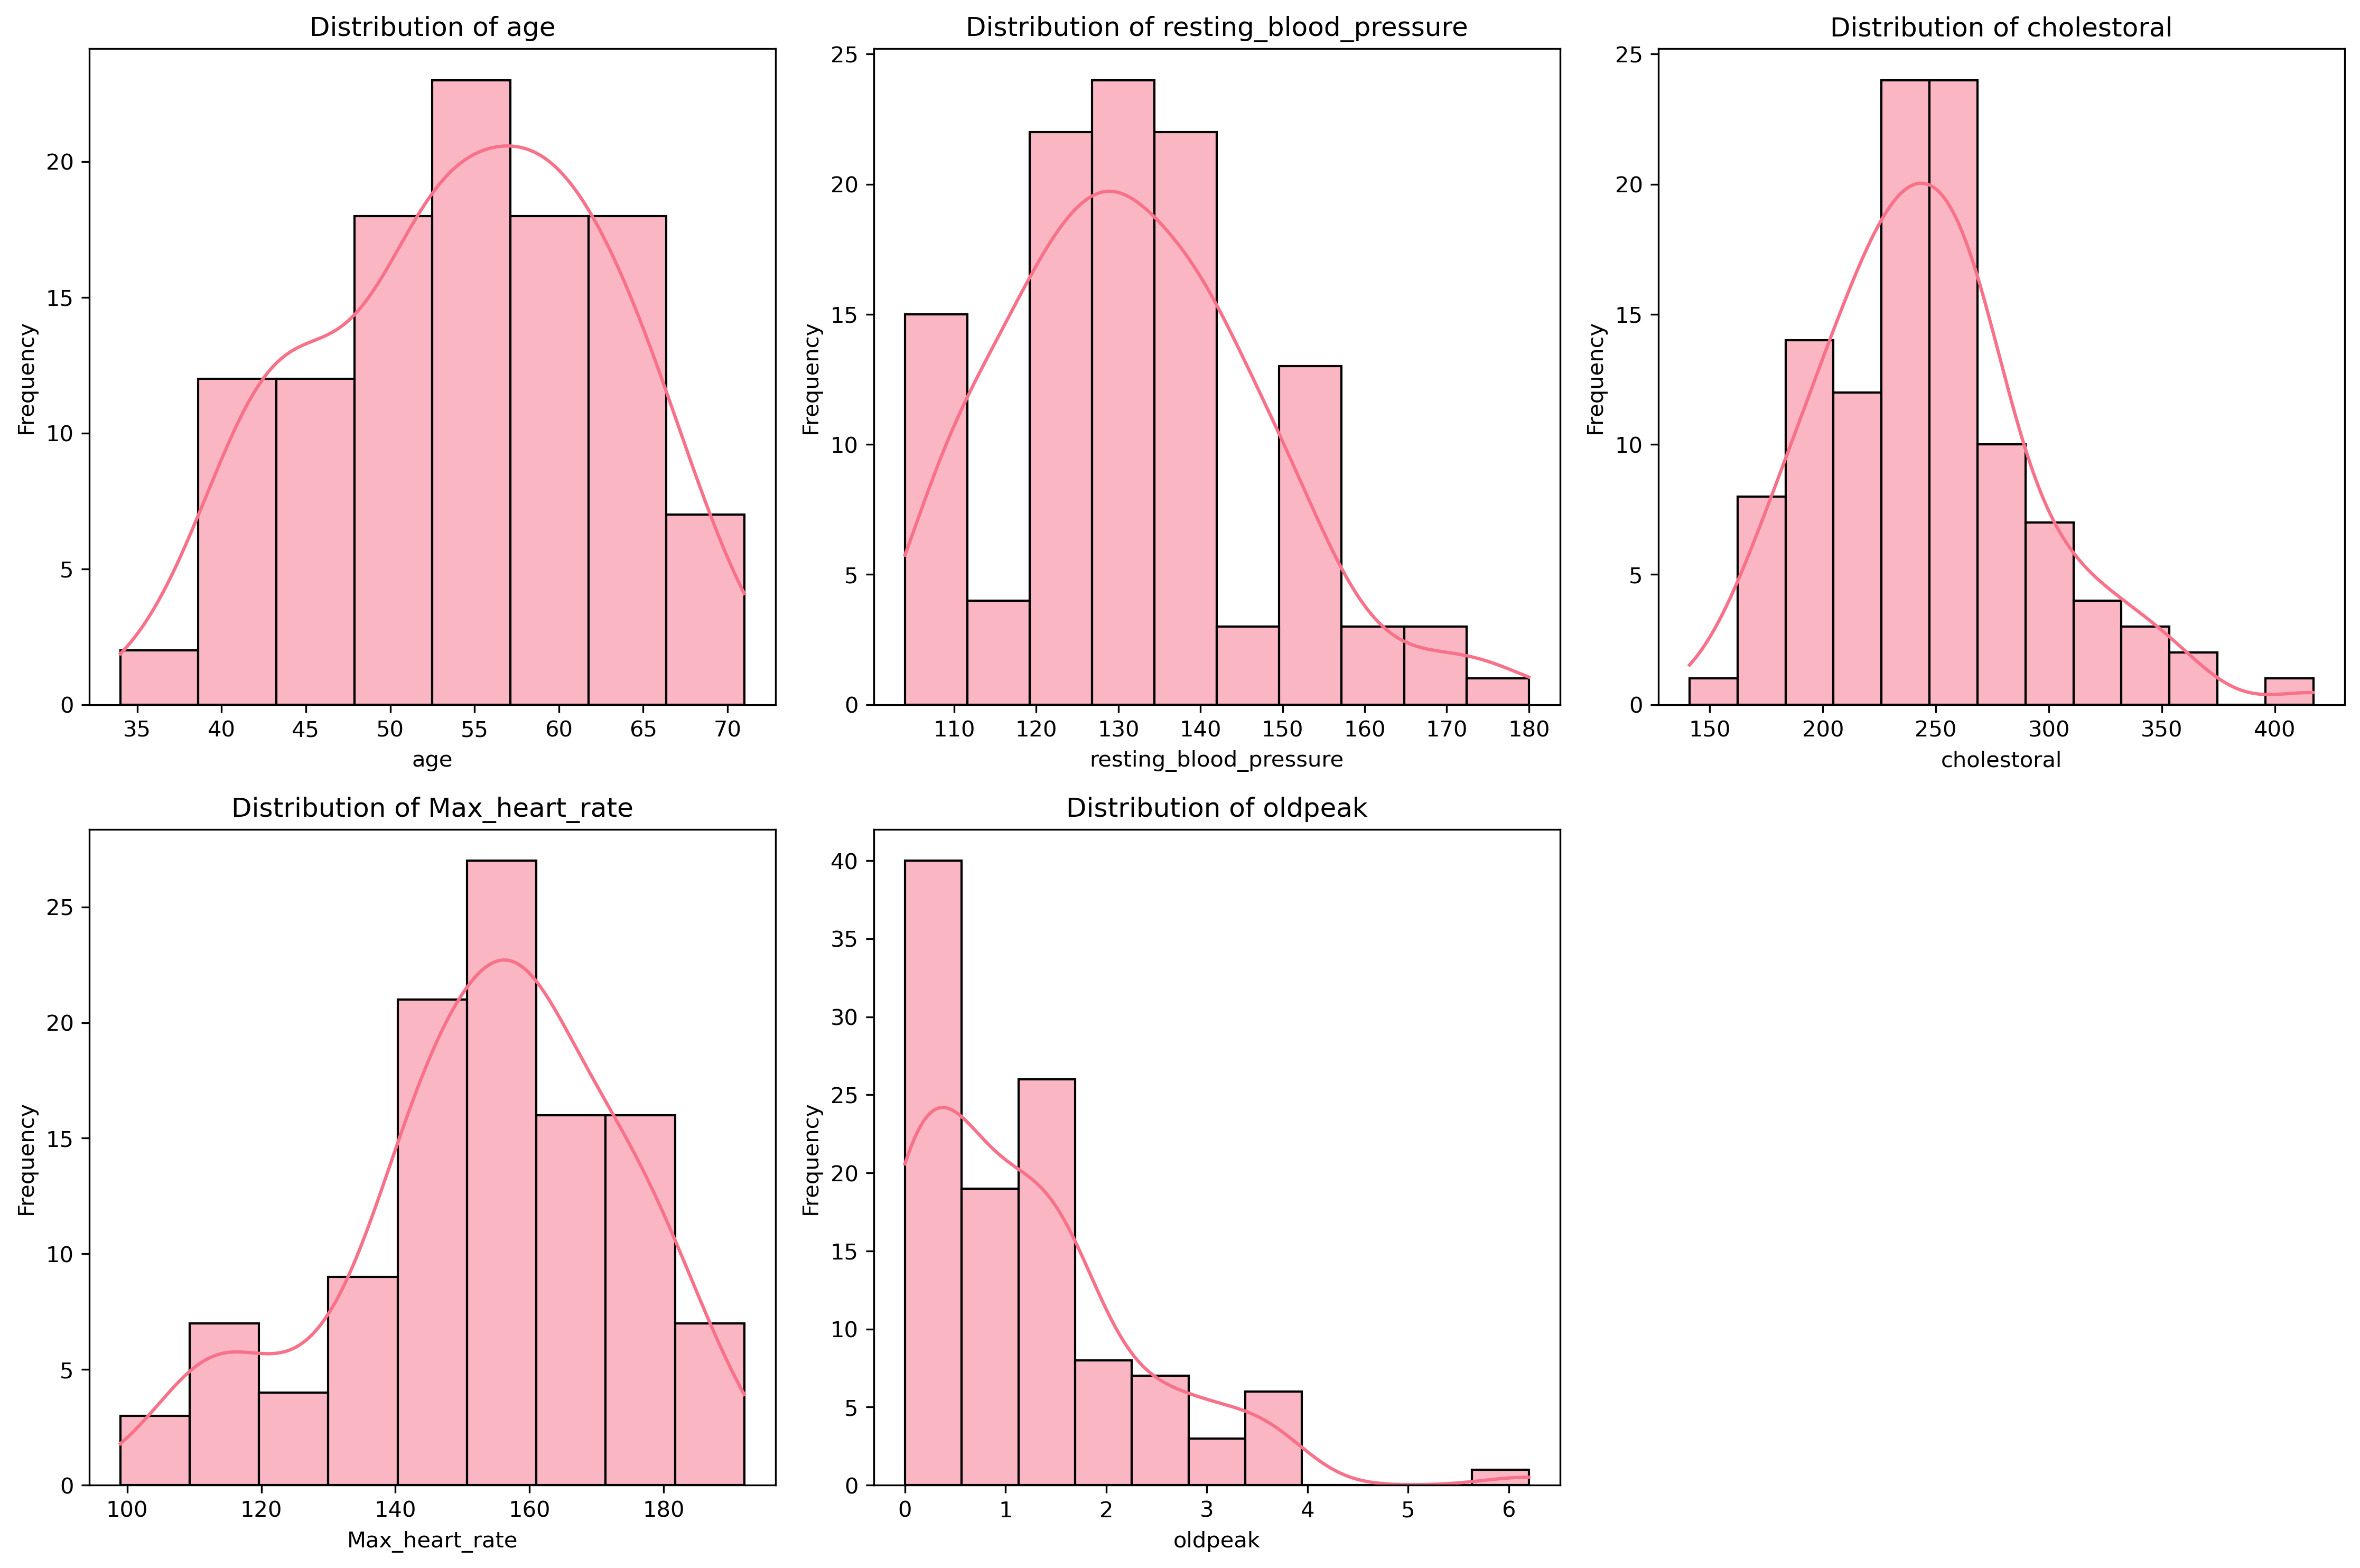 Distribution of age
Frequency
20
15
10
5
0
35 40 45 50 55 60 65 70
age
Distribution of resting_blood_pressure
Frequency
25
20
15
10
5
0
110 120 130 140 150 160 170 180
resting_blood_pressure
Distribution of cholestoral
Frequency
25
20
15
10
5
0
150 200 250 300 350 400
cholestoral
Distribution of Max_heart_rate
Frequency
25
20
15
10
5
0
100 120 140 160 180
Max_heart_rate
Distribution of oldpeak
Frequency
40
35
30
25
20
15
10
5
0
0 1 2 3 4 5 6
oldpeak